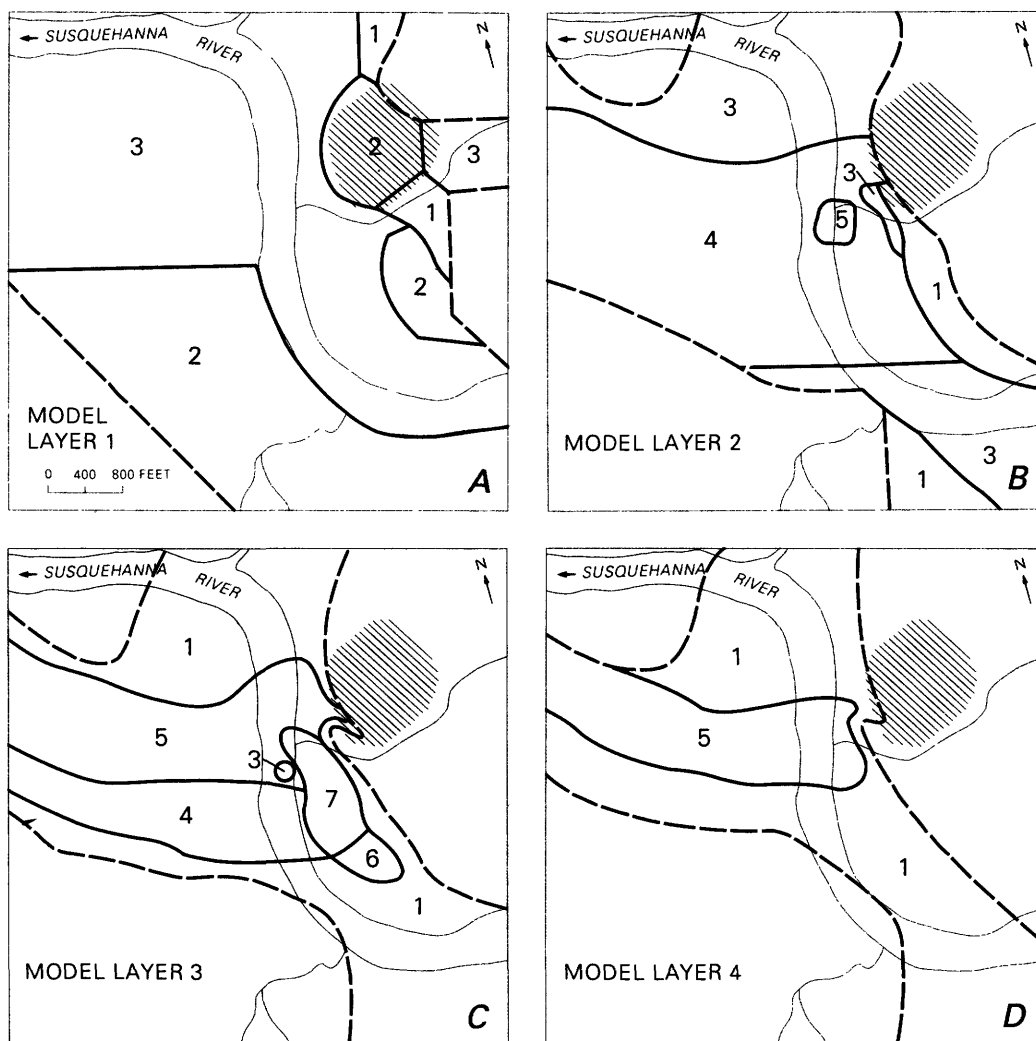 SUSQUEHANNA
RIVER
N
1
2
3
3
1
2
2
MODEL
LAYER 1
0 400 800 FEET
A
SUSQUEHANNA
RIVER
N
3
3
5
4
1
MODEL LAYER 2
3
1
B
SUSQUEHANNA
RIVER
N
1
5
3
7
4
6
1
MODEL LAYER 3
C
SUSQUEHANNA
RIVER
N
1
5
1
MODEL LAYER 4
D